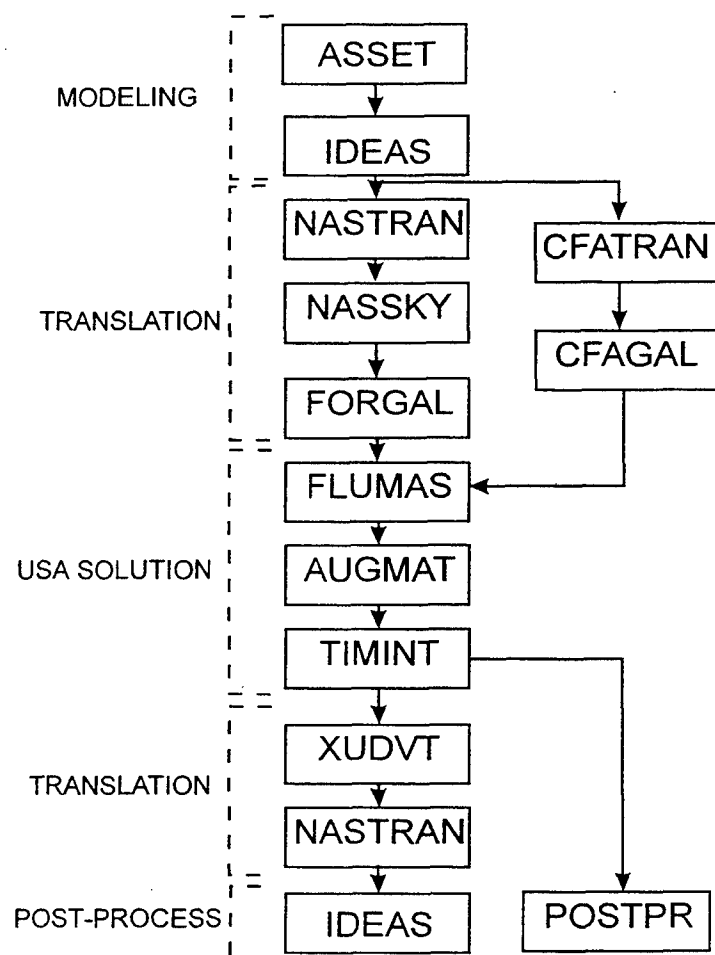 ASSET
MODELING
IDEAS
NASTRAN
CFATRAN
NASSKY
TRANSLATION
CFAGAL
FORGAL
FLUMAS
USA SOLUTION
AUGMAT
TIMINT
XUDVT
TRANSLATION
NASTRAN
POST-PROCESS
IDEAS
POSTPR